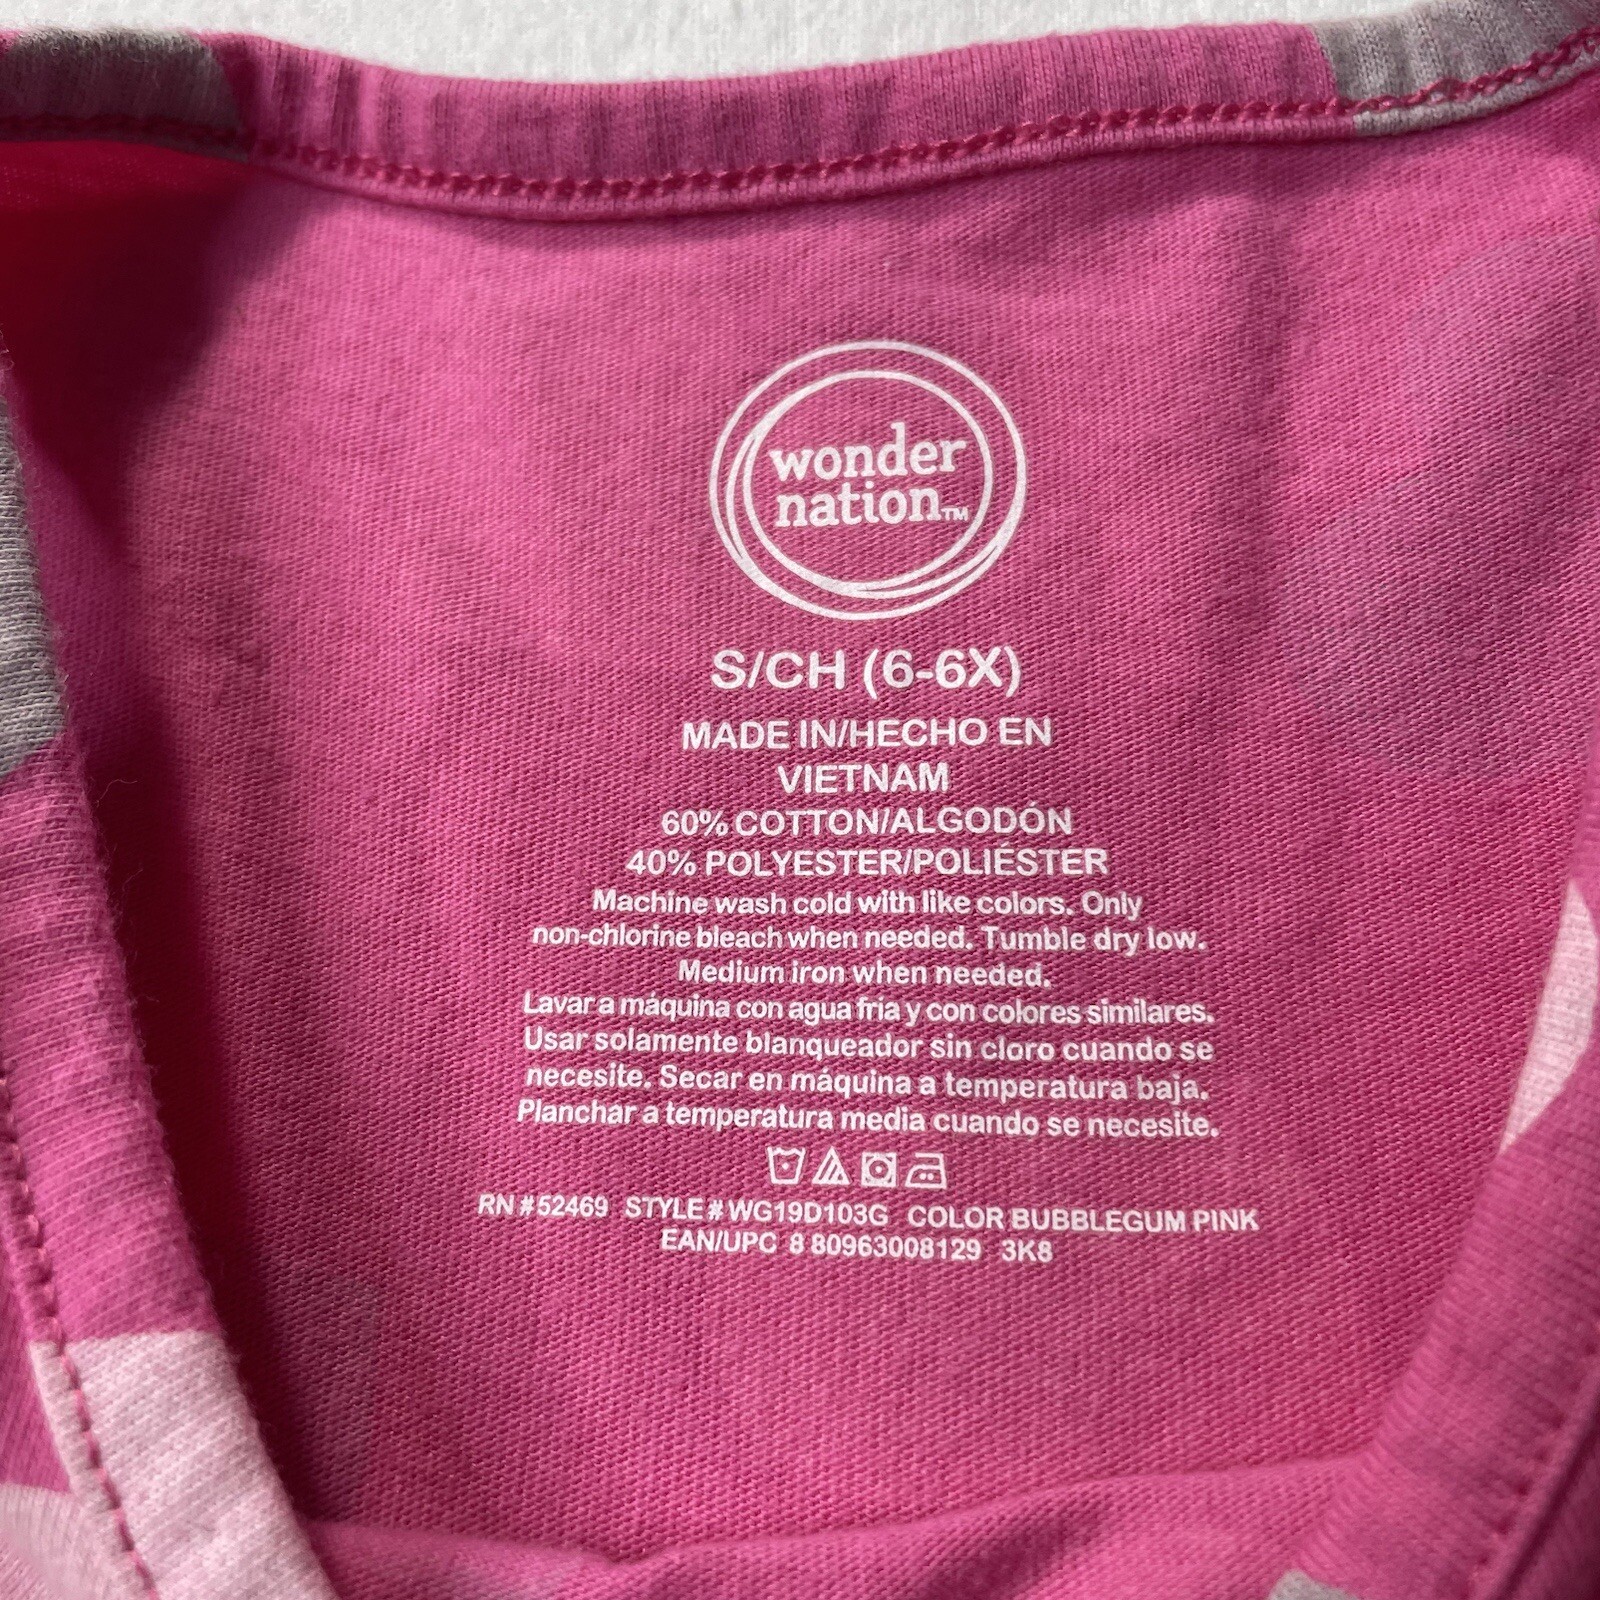 wonder
nation™
S/CH (6-6X)
MADE IN/HECHO EN
VIETNAM
60% COTTON/ALGODÓN
40% POLYESTER/POLIÉSTER
Machine wash cold with like colors. Only
non-chlorine bleach when needed. Tumble dry low.
Medium iron when needed.
Lavar a máquina con agua fria y con colores similares.
Usar solamente blanqueador sin cloro cuando se
necesite. Secar en máquina a temperatura baja.
Planchar a temperatura media cuando se necesite.
RN #52469 STYLE # WG19D103G COLOR BUBBLEGUM PINK
EAN/UPC 8 80963008129 3K8